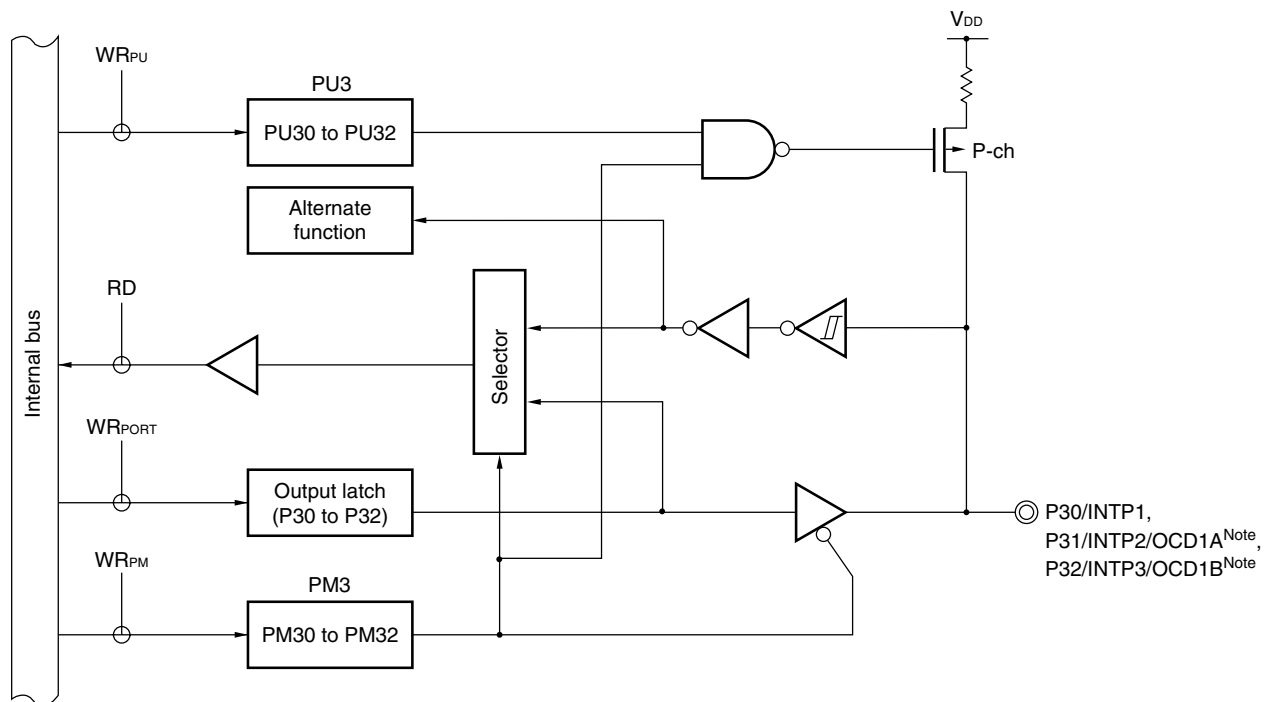 VDD
WRPU
PU3
PU30 to PU32
P-ch
Alternate
function
RD
Selector
Internal bus
WRPORT
Output latch
(P30 to P32)
P30/INTP1,
P31/INTP2/OCD1ANote,
P32/INTP3/OCD1BNote
WRPM
PM3
PM30 to PM32